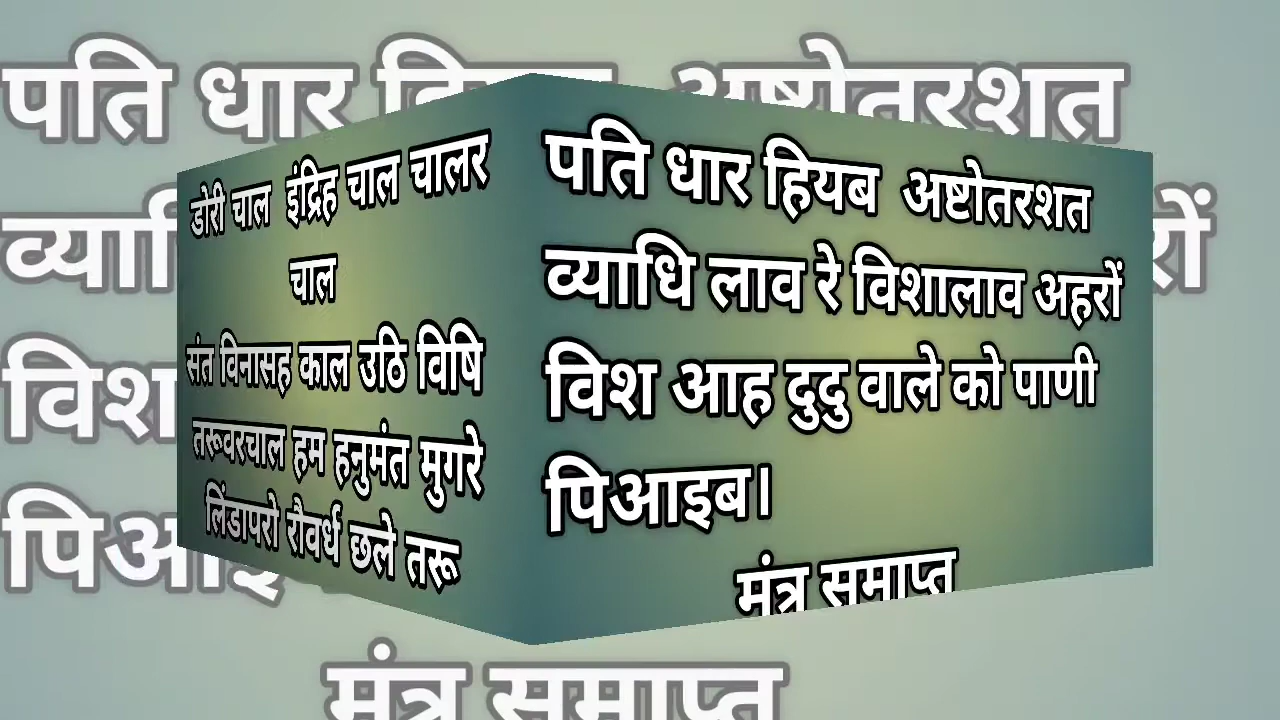 डोरी चाल इंद्रिह चाल चालर
चाल
संत विनासह काल उठि विषि
तरूवरचाल हम हनुमंत मुगरे
लिंडापरो रौवर्ध छले तरू
पति धार हियब अष्टोतरशत
व्याधि लाव रे विशालाव अहरों
विश आह दुदु वाले को पाणी
पिआइब।
मंत्र समाप्त